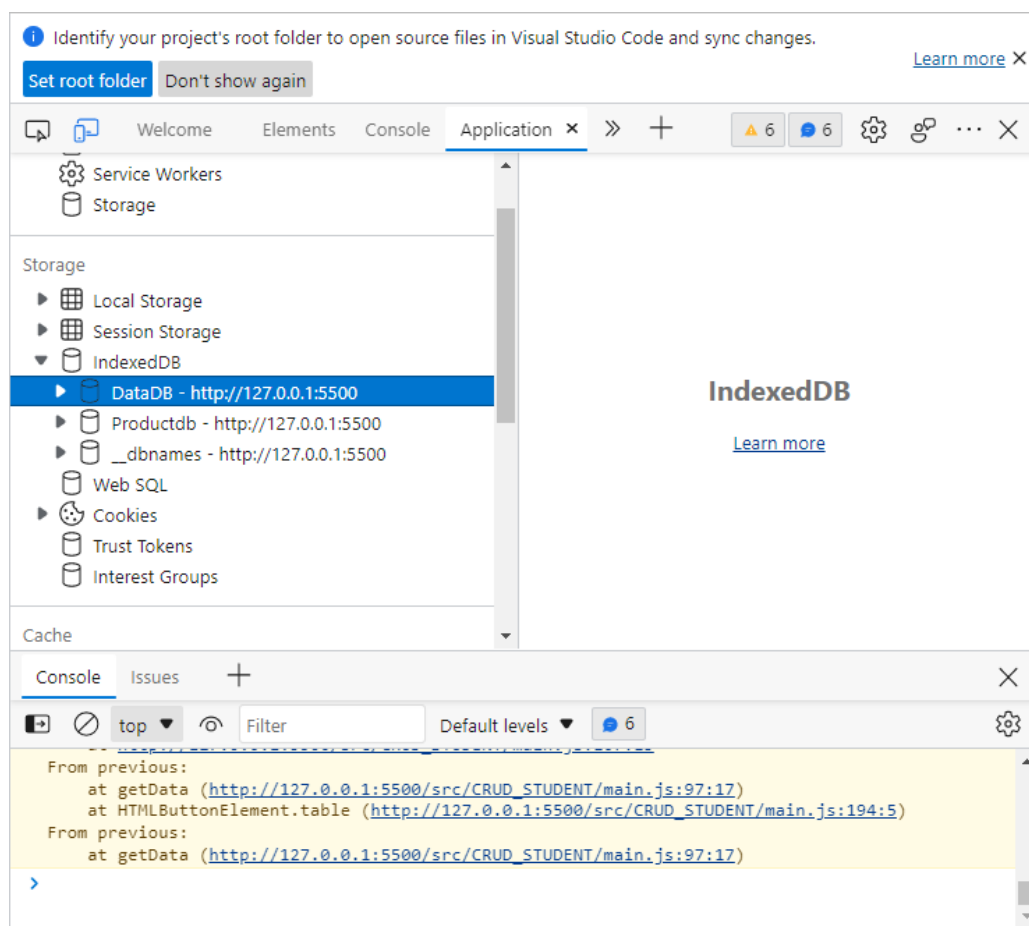 Identify your project's root folder to open source files in Visual Studio Code and sync changes.
Learn more
Set root folder Don't show again
Welcome Elements Console Application 6 6
Service Workers
Storage
Storage
Local Storage
Session Storage
IndexedDB
DataDB - http://127.0.0.1:5500
Productdb - http://127.0.0.1:5500
__dbnames - http://127.0.0.1:5500
Web SQL
Cookies
Trust Tokens
Interest Groups
Cache
IndexedDB
Learn more
Console Issues
top Filter Default levels 6
From previous:
at getData (http://127.0.0.1:5500/src/CRUD_STUDENT/main.js:97:17)
at HTMLButtonElement.table (http://127.0.0.1:5500/src/CRUD_STUDENT/main.js:194:5)
From previous:
at getData (http://127.0.0.1:5500/src/CRUD_STUDENT/main.js:97:17)